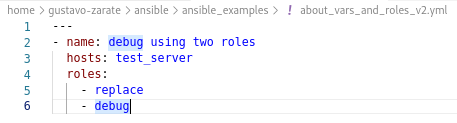 home > gustavo-zarate > ansible > ansible_examples > ! about_vars_and_roles_v2.yml
1 ---
2 - name: debug using two roles
3   hosts: test_server
4   roles:
5     - replace
6     - debug